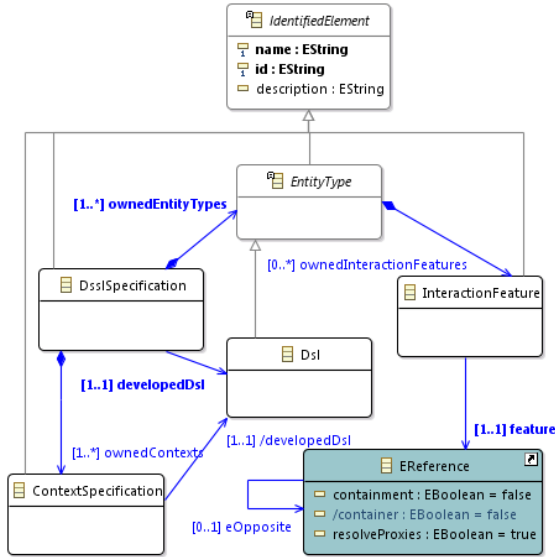 IdentifiedElement
name : EString
id : EString
description : EString
EntityType
[1..*] ownedEntityTypes
[0..*] ownedInteractionFeatures
DsslSpecification
InteractionFeature
Dsl
[1..1] developedDsl
[1..1] /developedDsl
[1..1] feature
[1..*] ownedContexts
ContextSpecification
EReference
containment : EBoolean = false
/container : EBoolean = false
resolveProxies : EBoolean = true
[0..1] eOpposite